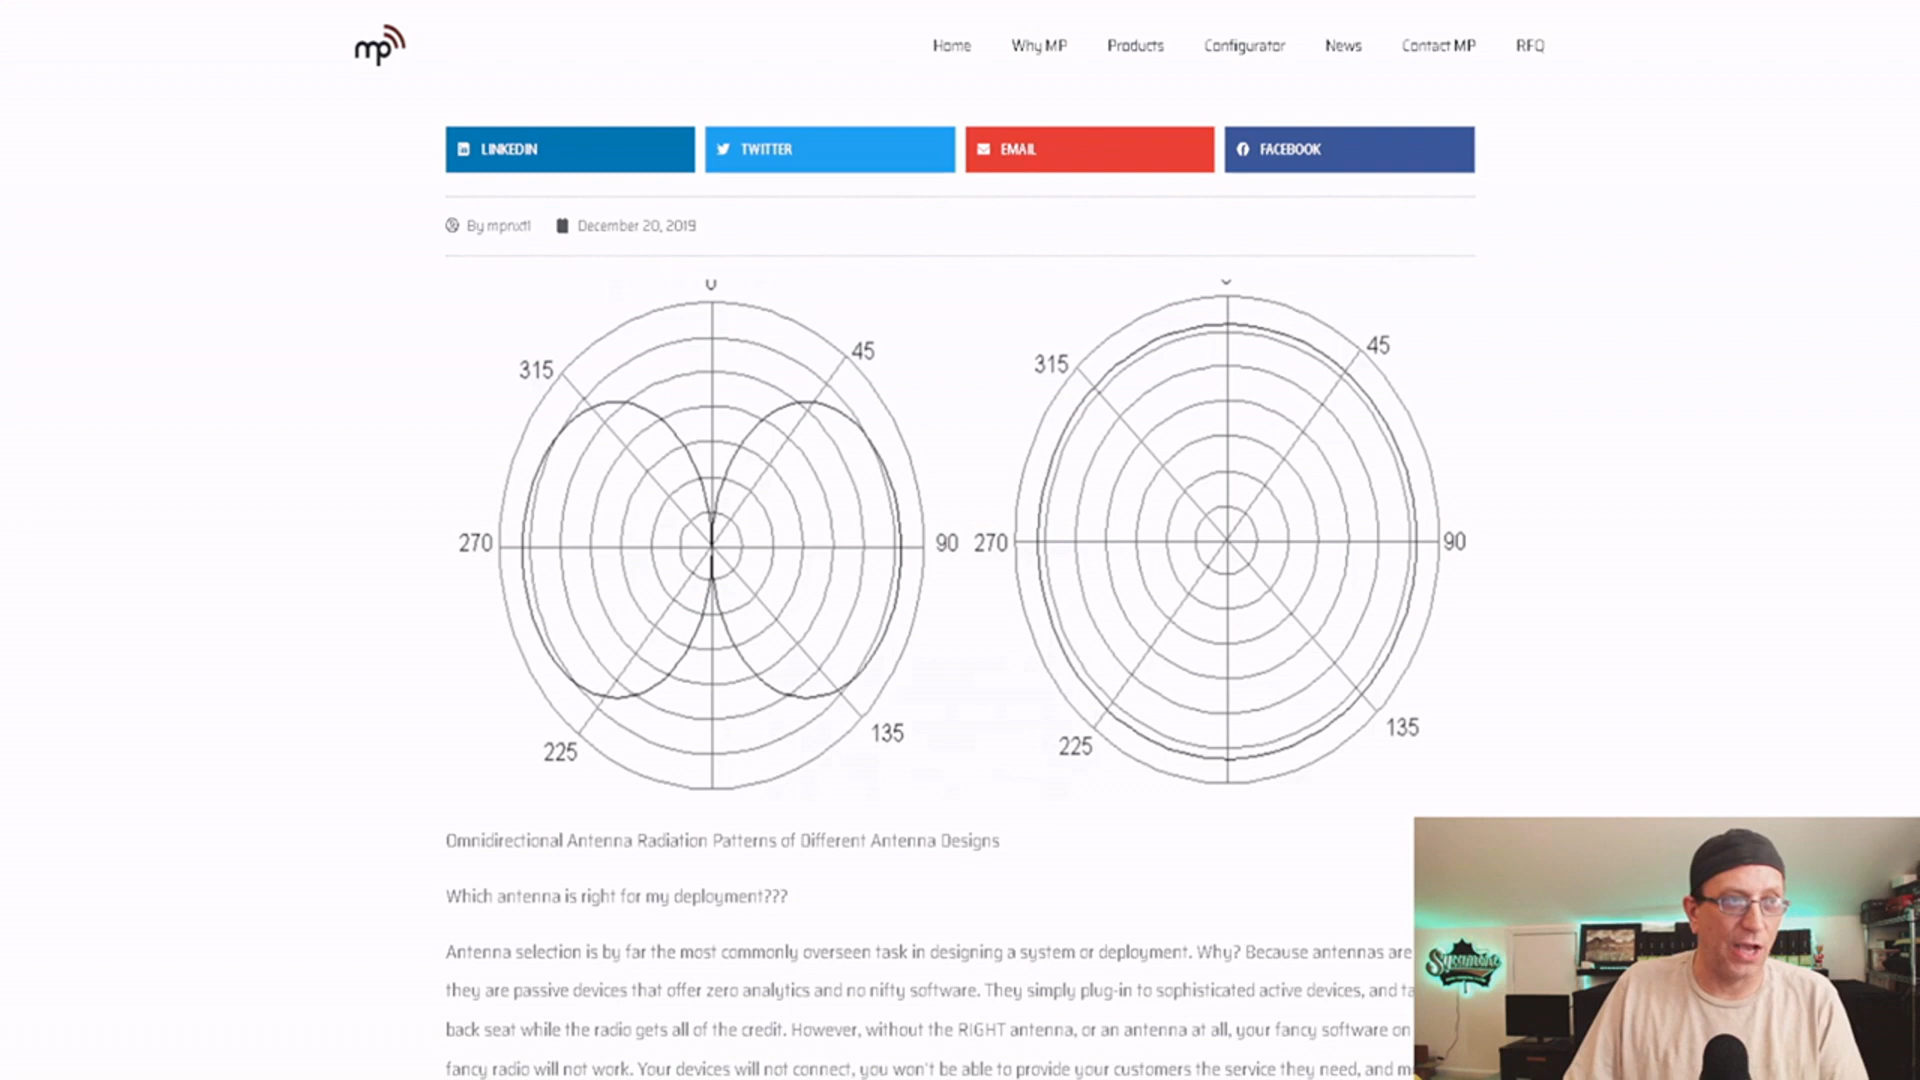 mp
Home Why MP Products Configurator News Contact MP RFQ
LINKEDIN TWITTER EMAIL FACEBOOK
By mpnxtl December 20, 2019
0
45
315
270
90
225
135
45
315
270
90
225
135
Omnidirectional Antenna Radiation Patterns of Different Antenna Designs
Which antenna is right for my deployment???
Antenna selection is by far the most commonly overseen task in designing a system or deployment. Why? Because antennas are
they are passive devices that offer zero analytics and no nifty software. They simply plug-in to sophisticated active devices, and
back seat while the radio gets all of the credit. However, without the RIGHT antenna, or an antenna at all, your fancy software on
fancy radio will not work. Your devices will not connect, you won't be able to provide your customers the service they need, and
Sycamore